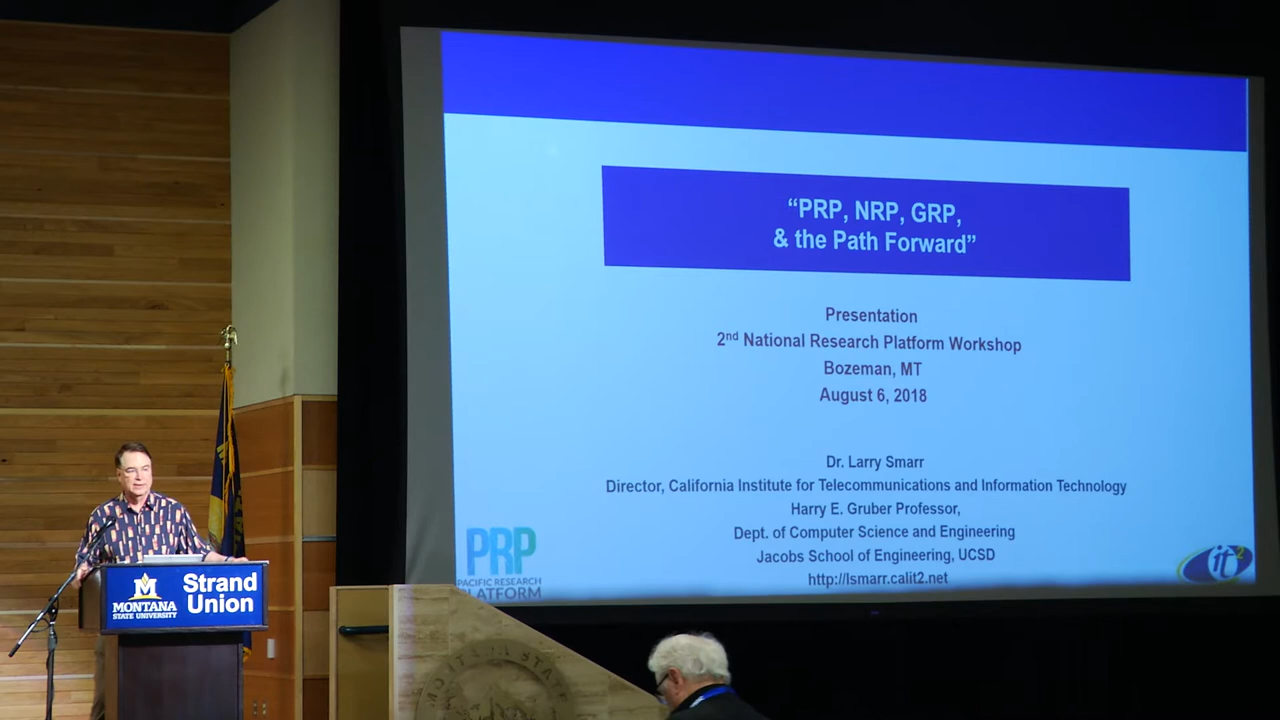 “PRP, NRP, GRP,
& the Path Forward”
Presentation
2nd National Research Platform Workshop
Bozeman, MT
August 6, 2018
Dr. Larry Smarr
Director, California Institute for Telecommunications and Information Technology
Harry E. Gruber Professor,
Dept. of Computer Science and Engineering
Jacobs School of Engineering, UCSD
http://lsmarr.calit2.net
PRP
PACIFIC RESEARCH
PLATFORM
it2
M
MONTANA
STATE UNIVERSITY
Strand
Union